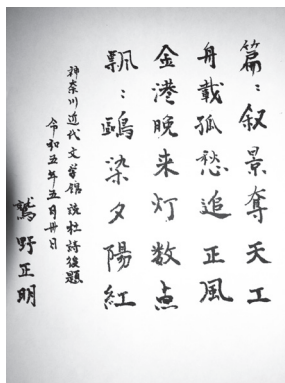 篇〻叙景奪天工
舟載孤愁追正風
金港晩来灯数点
飄〻鷗染夕陽紅
神奈川近代文学館読杜詩後題
令和五年五月卅日
鷲野正明